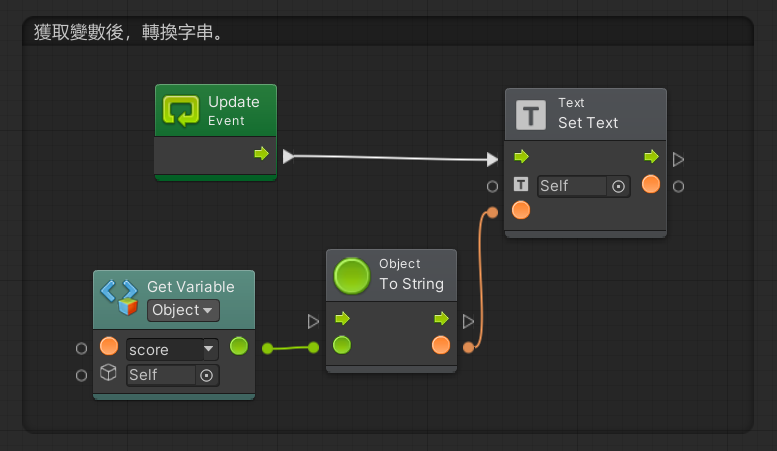 獲取變數後，轉換字串。
Update
Event
Text
Set Text
T
T
Self
Object
To String
Get Variable
Object
score
Self